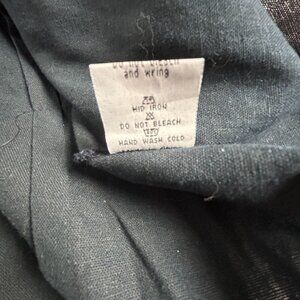 and wring
MID IRON
DO NOT BLEACH
HAND WASH COLD